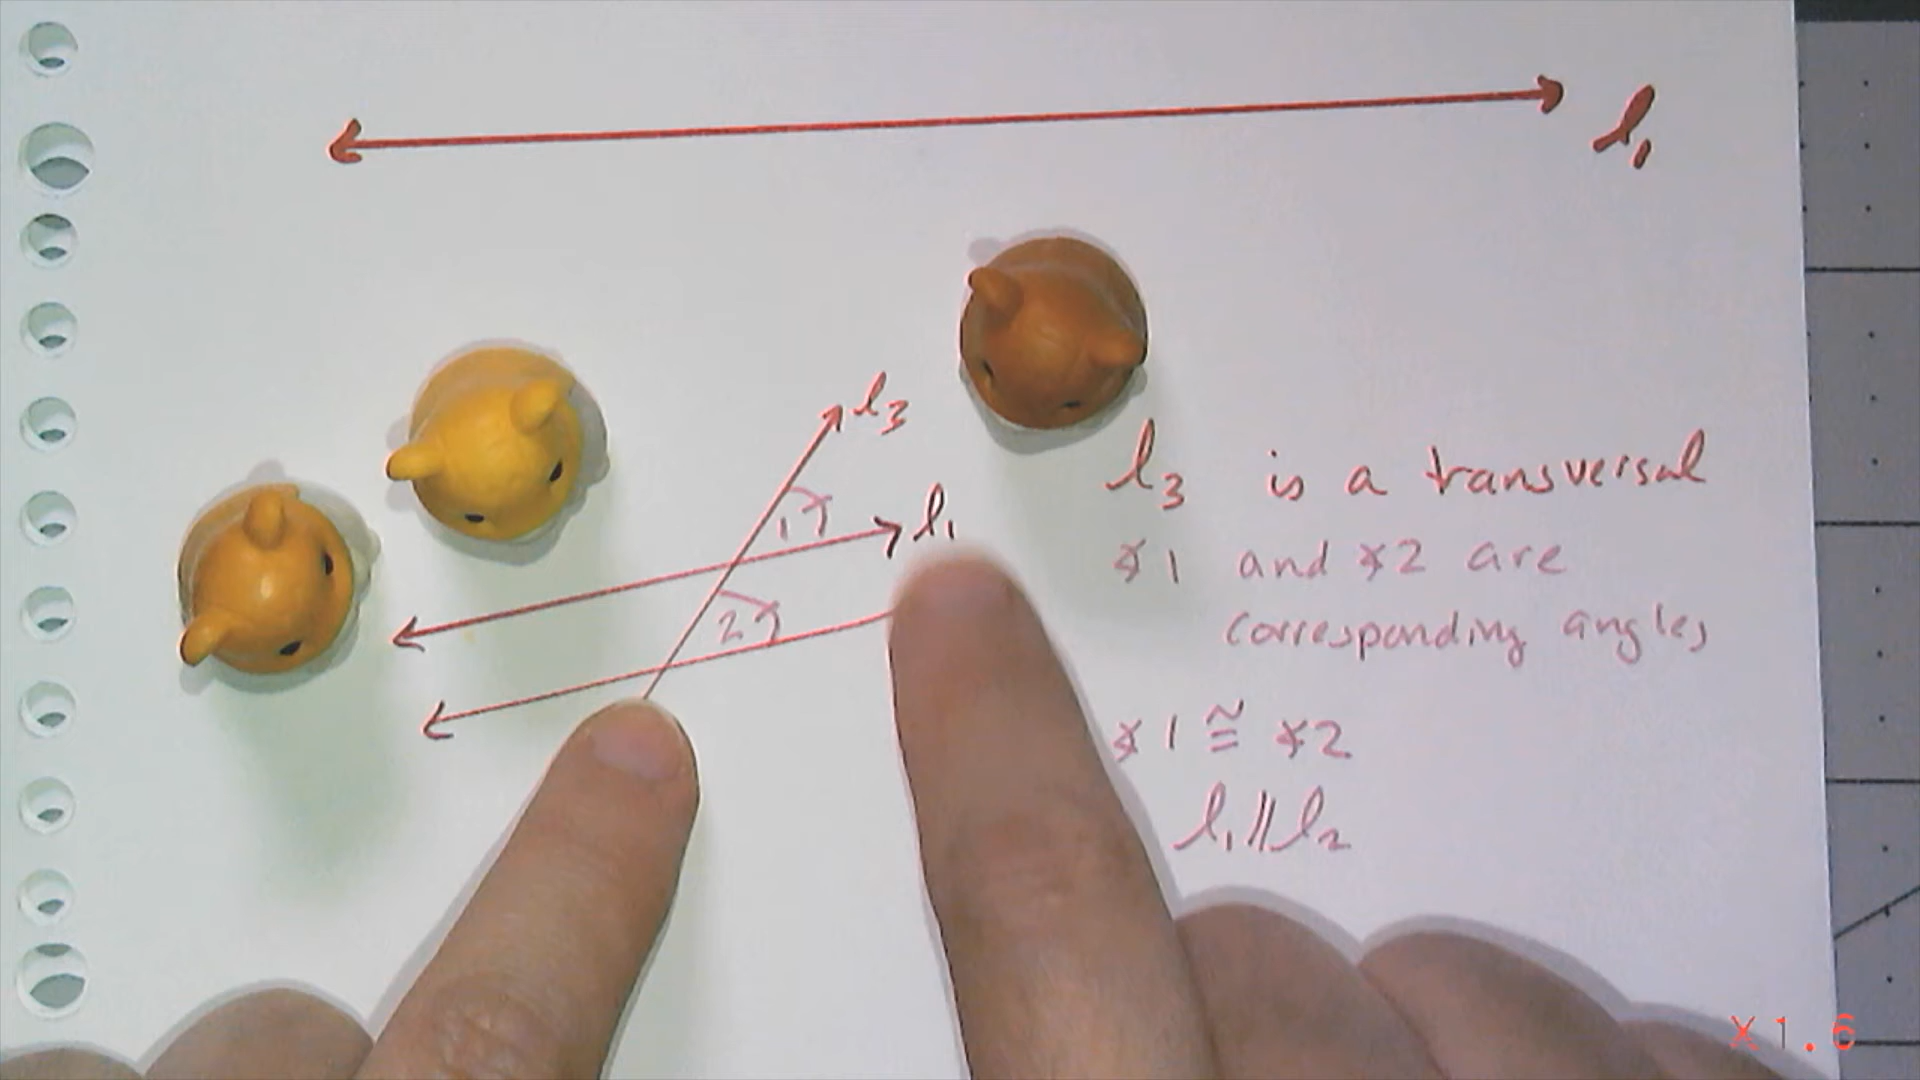 l₁
l₃
1
l₁
2
l₃ is a transversal
∡1 and ∡2 are
corresponding angles
∡1 ≅ ∡2
l₁ ∥ l₂
X1.6